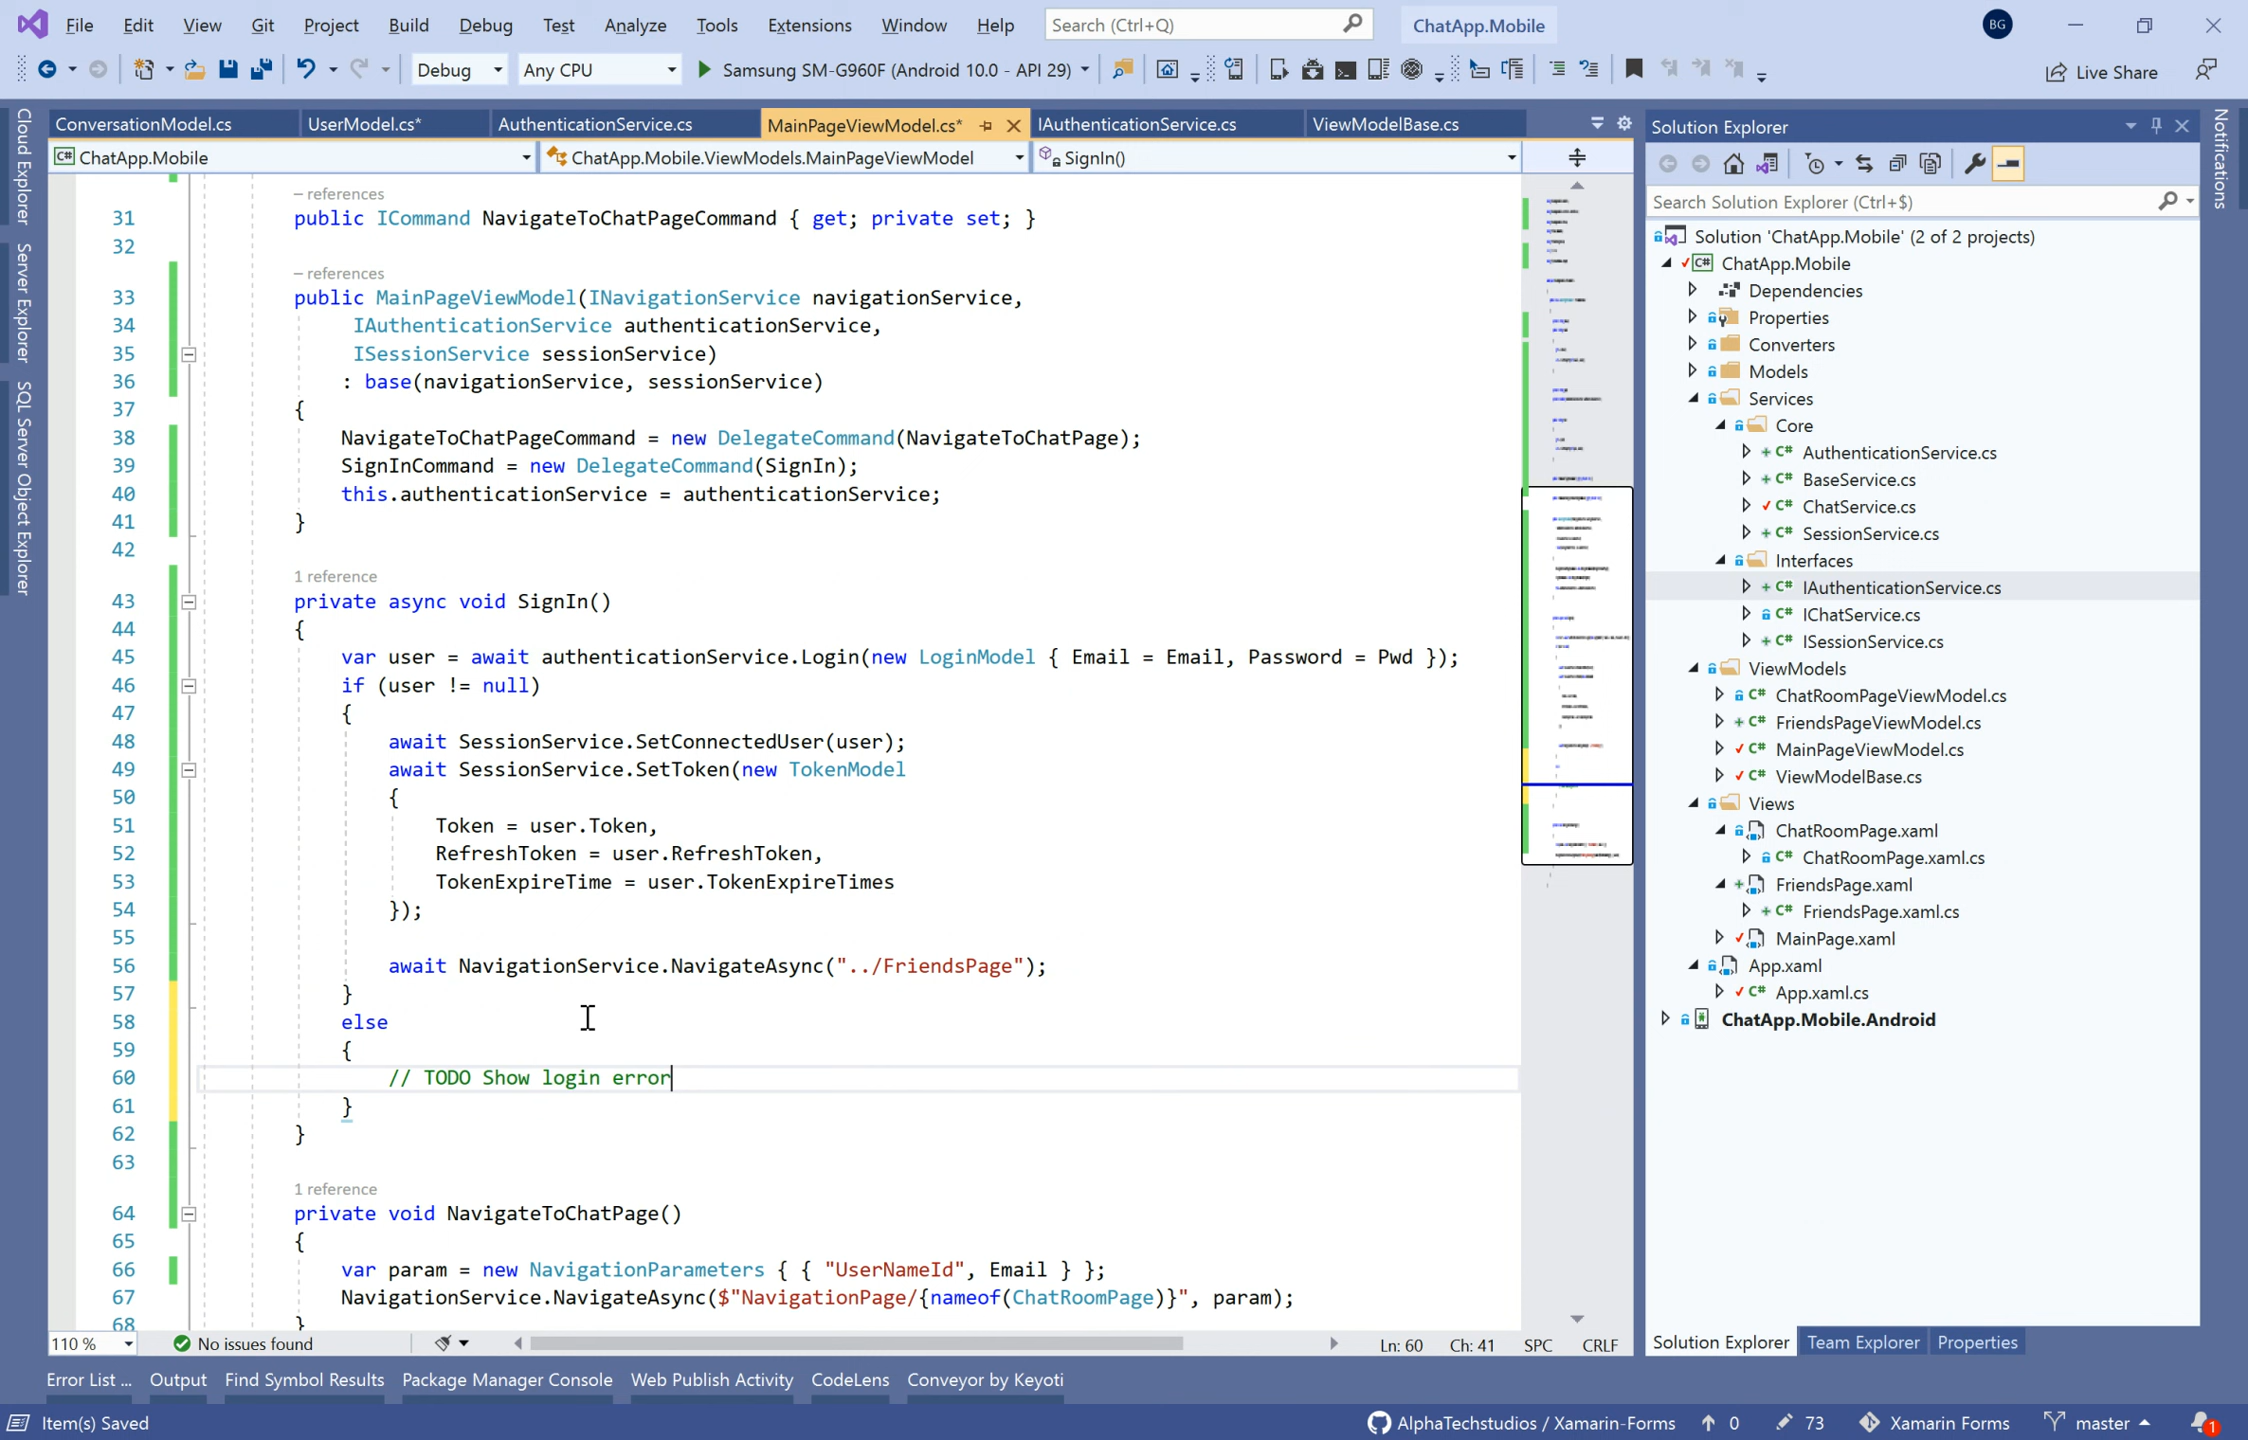 File Edit View Git Project Build Debug Test Analyze Tools Extensions Window Help Search (Ctrl+Q) ChatApp.Mobile BG
Debug Any CPU Samsung SM-G960F (Android 10.0 - API 29) Live Share
Cloud Explorer
Server Explorer
SQL Server Object Explorer
ConversationModel.cs UserModel.cs* AuthenticationService.cs MainPageViewModel.cs* IAuthenticationService.cs ViewModelBase.cs
C# ChatApp.Mobile ChatApp.Mobile.ViewModels.MainPageViewModel SignIn()
– references
31 public ICommand NavigateToChatPageCommand { get; private set; }
32
– references
33 public MainPageViewModel(INavigationService navigationService,
34 IAuthenticationService authenticationService,
35 ISessionService sessionService)
36 : base(navigationService, sessionService)
37 {
38 NavigateToChatPageCommand = new DelegateCommand(NavigateToChatPage);
39 SignInCommand = new DelegateCommand(SignIn);
40 this.authenticationService = authenticationService;
41 }
42
1 reference
43 private async void SignIn()
44 {
45 var user = await authenticationService.Login(new LoginModel { Email = Email, Password = Pwd });
46 if (user != null)
47 {
48 await SessionService.SetConnectedUser(user);
49 await SessionService.SetToken(new TokenModel
50 {
51 Token = user.Token,
52 RefreshToken = user.RefreshToken,
53 TokenExpireTime = user.TokenExpireTimes
54 });
55
56 await NavigationService.NavigateAsync("../FriendsPage");
57 }
58 else
59 {
60 // TODO Show login error
61 }
62 }
63
1 reference
64 private void NavigateToChatPage()
65 {
66 var param = new NavigationParameters { { "UserNameId", Email } };
67 NavigationService.NavigateAsync($"NavigationPage/{nameof(ChatRoomPage)}", param);
68 }
110 % No issues found Ln: 60 Ch: 41 SPC CRLF
Solution Explorer
Search Solution Explorer (Ctrl+$)
Solution 'ChatApp.Mobile' (2 of 2 projects)
C# ChatApp.Mobile
Dependencies
Properties
Converters
Models
Services
Core
C# AuthenticationService.cs
C# BaseService.cs
C# ChatService.cs
C# SessionService.cs
Interfaces
C# IAuthenticationService.cs
C# IChatService.cs
C# ISessionService.cs
ViewModels
C# ChatRoomPageViewModel.cs
C# FriendsPageViewModel.cs
C# MainPageViewModel.cs
C# ViewModelBase.cs
Views
ChatRoomPage.xaml
C# ChatRoomPage.xaml.cs
FriendsPage.xaml
C# FriendsPage.xaml.cs
MainPage.xaml
App.xaml
C# App.xaml.cs
ChatApp.Mobile.Android
Solution Explorer Team Explorer Properties
Notifications
Error List ... Output Find Symbol Results Package Manager Console Web Publish Activity CodeLens Conveyor by Keyoti
Item(s) Saved AlphaTechstudios / Xamarin-Forms 0 73 Xamarin Forms master 1